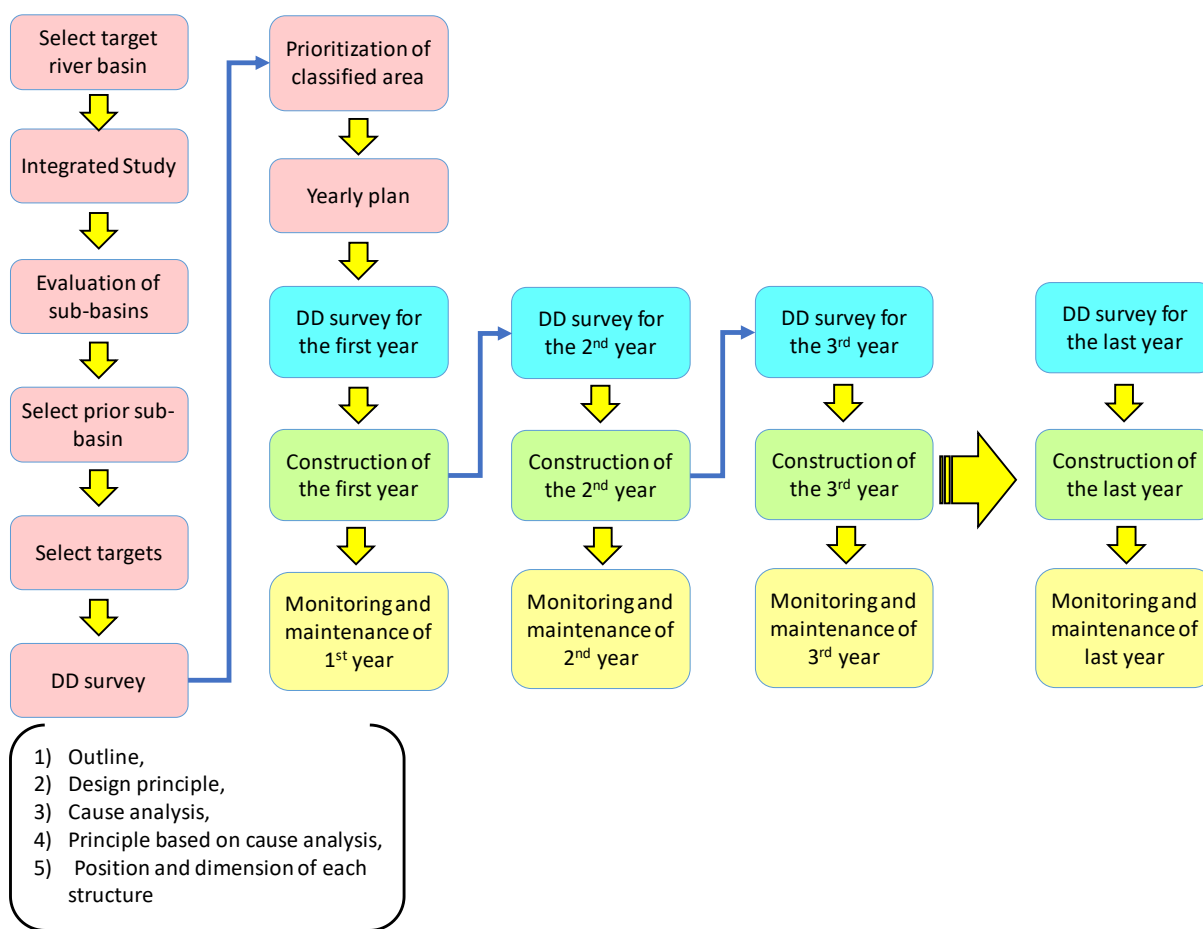 Select target
river basin
Integrated Study
Evaluation of
sub-basins
Select prior sub-
basin
Select targets
DD survey
1) Outline,
2) Design principle,
3) Cause analysis,
4) Principle based on cause analysis,
5) Position and dimension of each
structure
Prioritization of
classified area
Yearly plan
DD survey for
the first year
Construction of
the first year
Monitoring and
maintenance of
1st year
DD survey for
the 2nd year
Construction of
the 2nd year
Monitoring and
maintenance of
2nd year
DD survey for
the 3rd year
Construction of
the 3rd year
Monitoring and
maintenance of
3rd year
DD survey for
the last year
Construction of
the last year
Monitoring and
maintenance of
last year